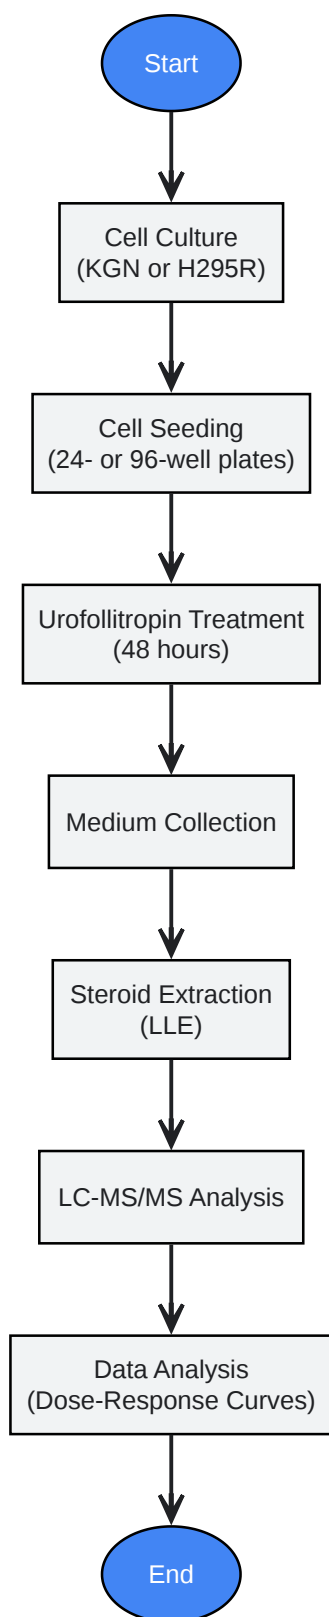 Start
Cell Culture
(KGN or H295R)
Cell Seeding
(24- or 96-well plates)
Urofollitropin Treatment
(48 hours)
Medium Collection
Steroid Extraction
(LLE)
LC-MS/MS Analysis
Data Analysis
(Dose-Response Curves)
End